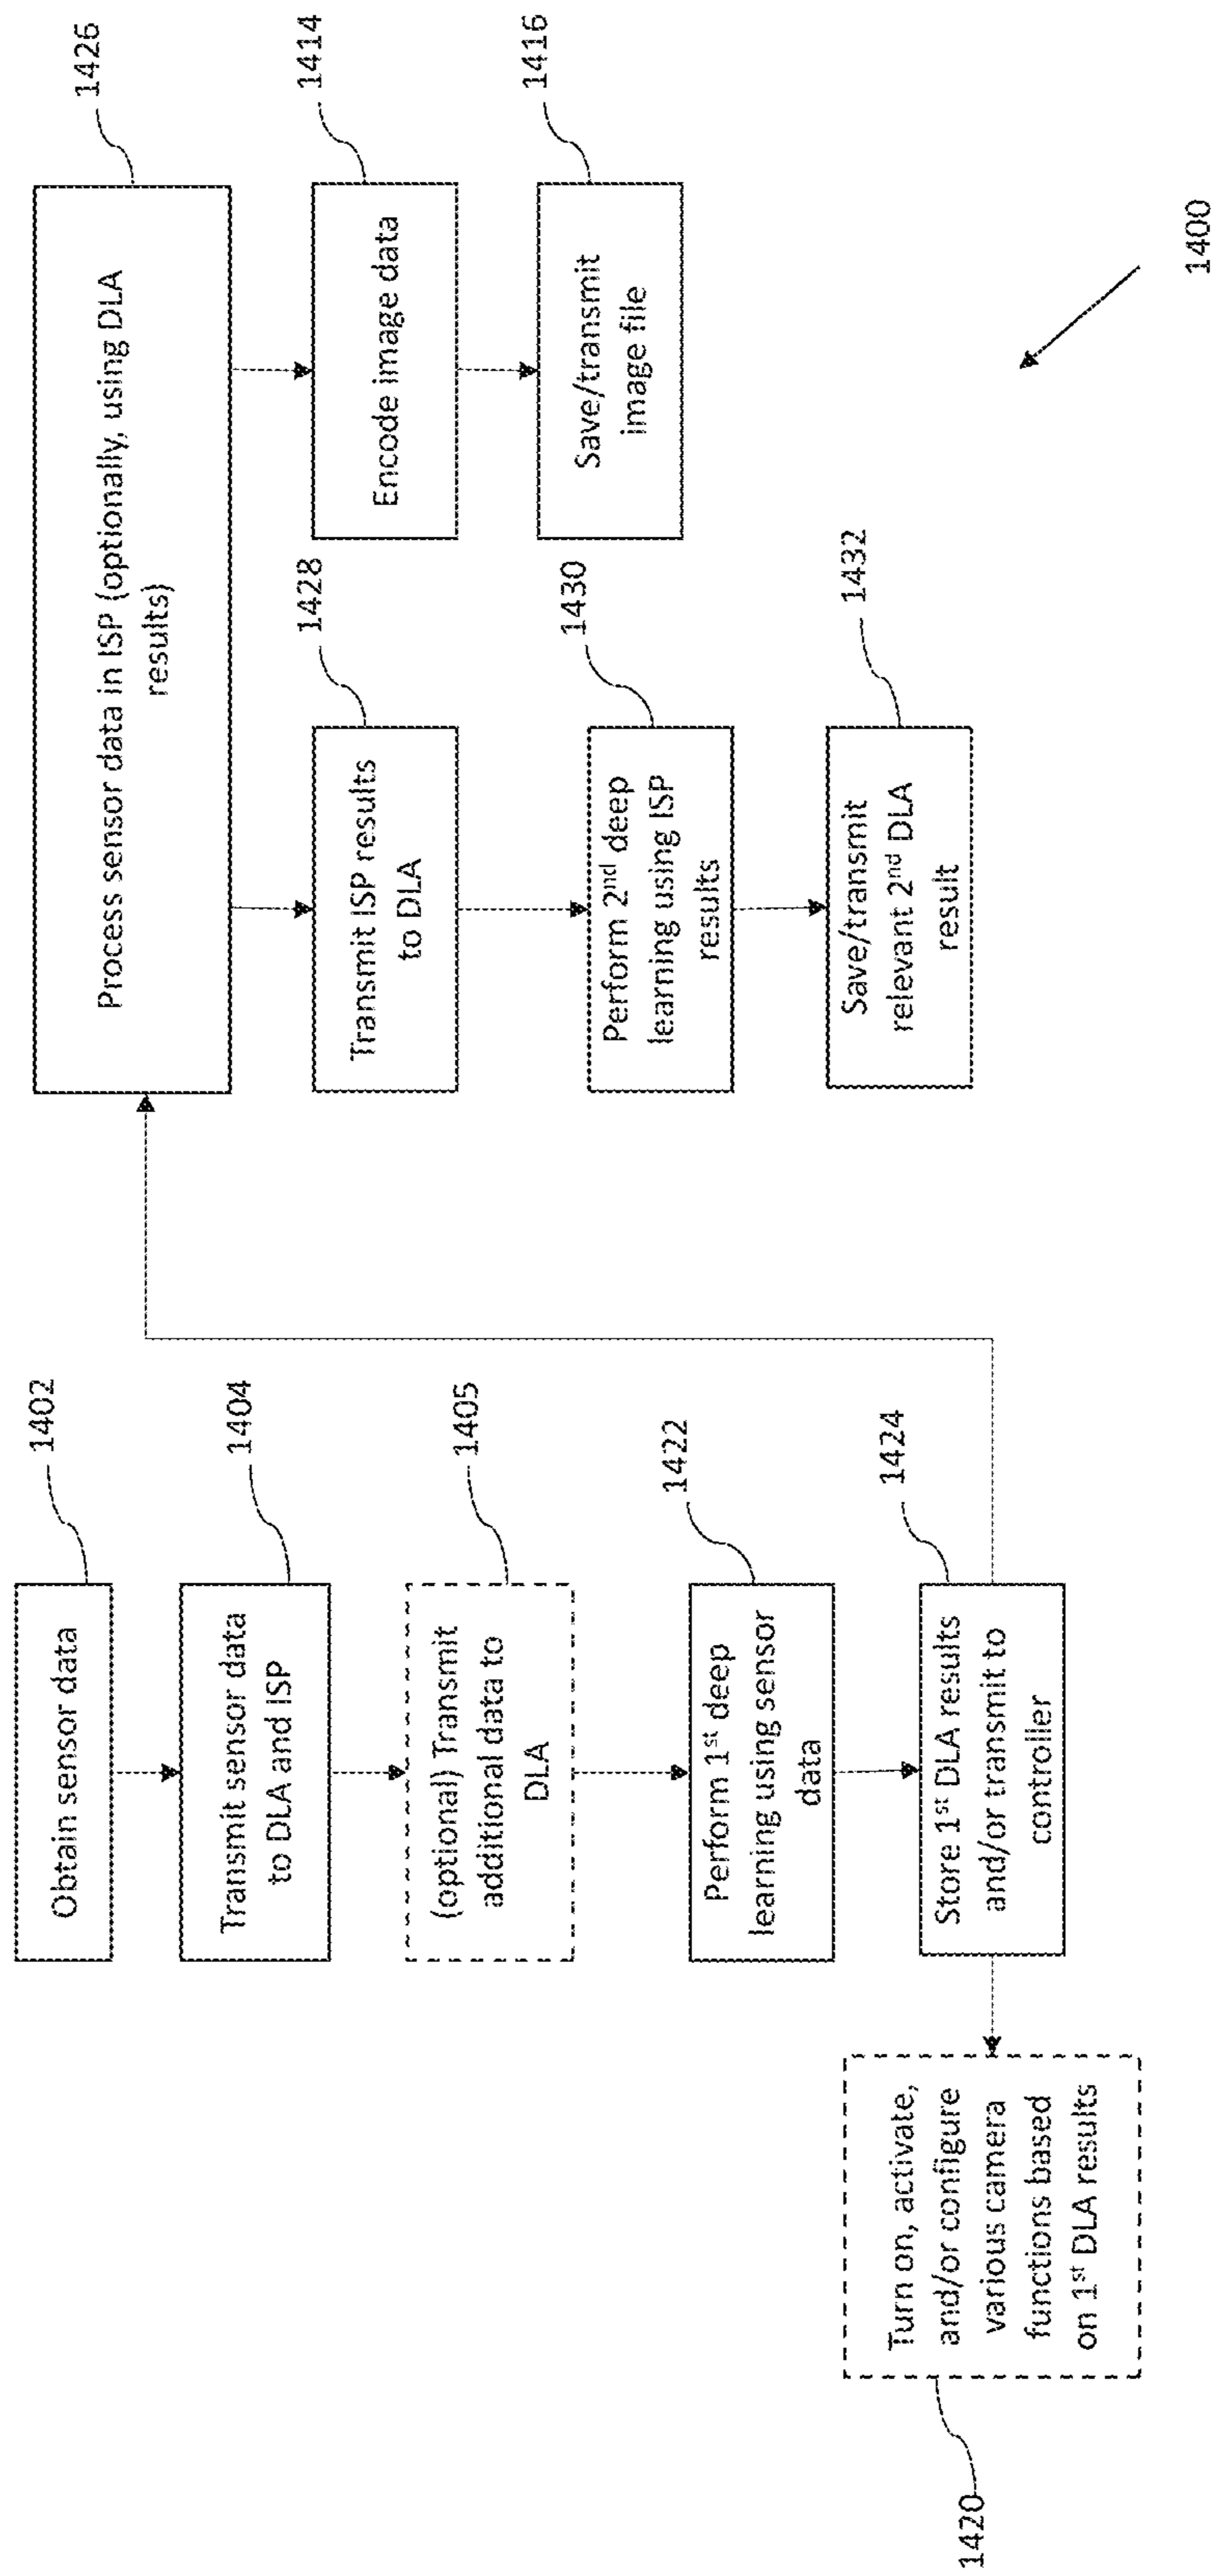 Obtain sensor data
1402
Transmit sensor data
to DLA and ISP
1404
(optional) Transmit
additional data to
DLA
1405
Perform 1st deep
learning using sensor
data
1422
Store 1st DLA results
and/or transmit to
controller
1424
Turn on, activate,
and/or configure
various camera
functions based
on 1st DLA results
1420
Process sensor data in ISP (optionally, using DLA
results)
1426
Transmit ISP results
to DLA
1428
Perform 2nd deep
learning using ISP
results
1430
Save/transmit
relevant 2nd DLA
result
1432
Encode image data
1414
Save/transmit
image file
1416
1400